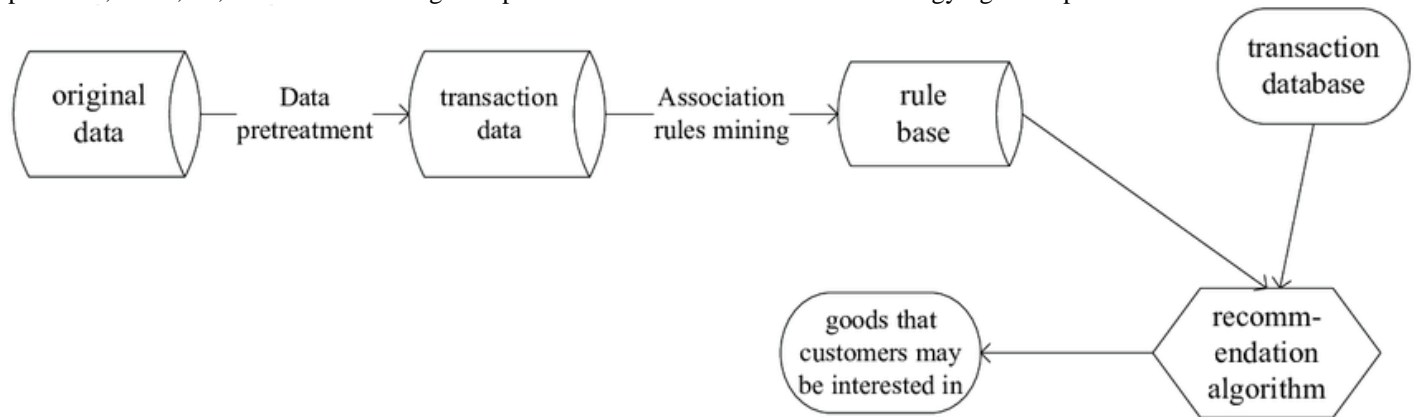 original
data
Data
pretreatment
transaction
data
Association
rules mining
rule
base
transaction
database
recomm-
endation
algorithm
goods that
customers may
be interested in